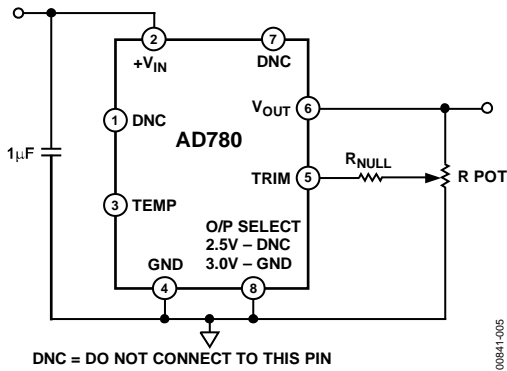 2
+VIN
7
DNC
1
DNC
AD780
VOUT
6
1µF
TRIM
5
RNULL
R POT
3
TEMP
O/P SELECT
2.5V – DNC
3.0V – GND
GND
4
8
DNC = DO NOT CONNECT TO THIS PIN
00841-005